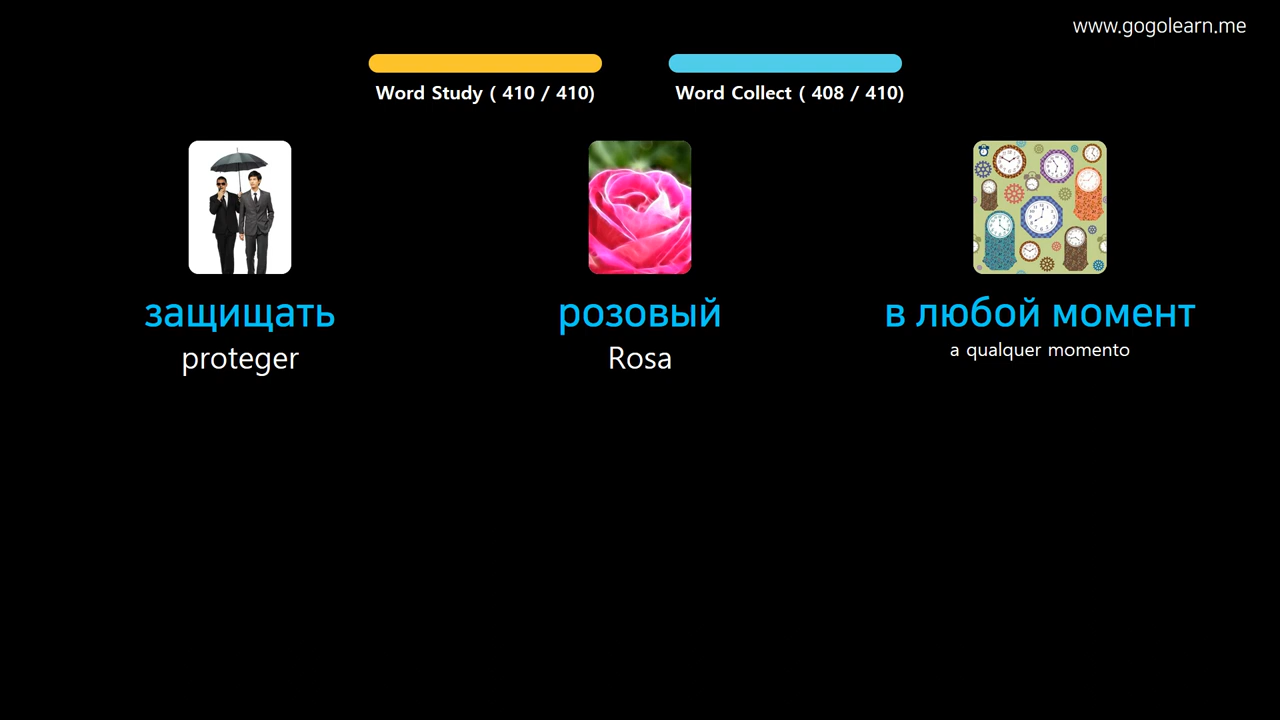 www.gogolearn.me
Word Study ( 410 / 410)
Word Collect ( 408 / 410)
защищать
розовый
в любой момент
proteger
Rosa
a qualquer momento